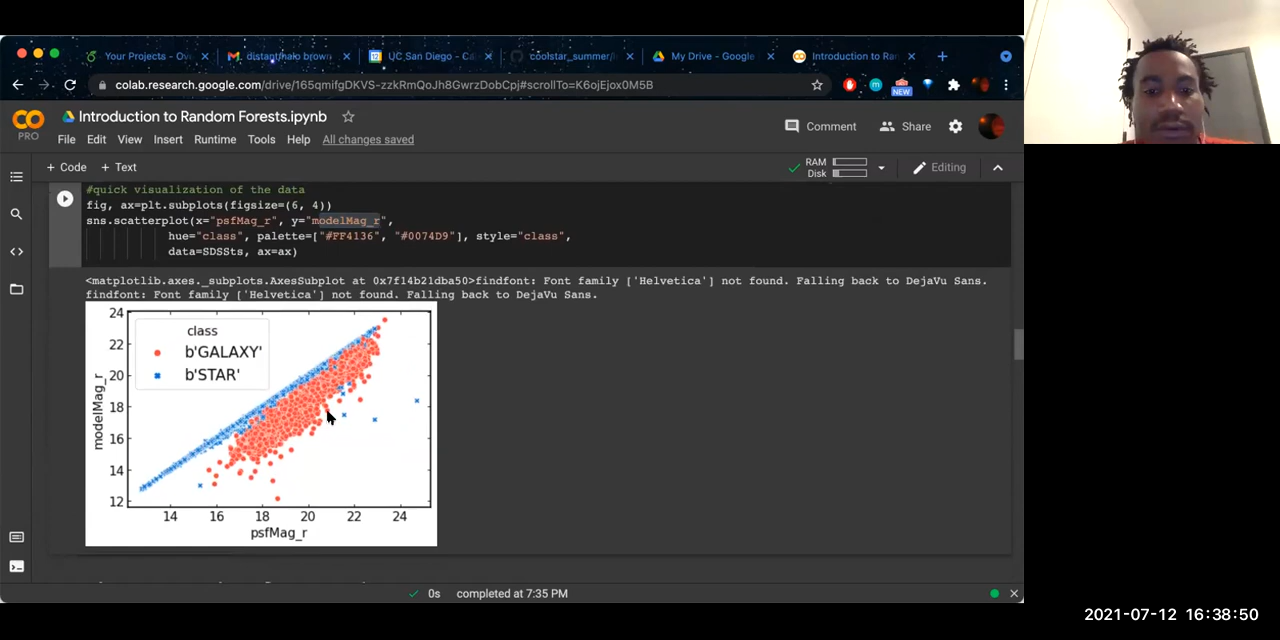 Your Projects - Ov
distantmalo brown
UC San Diego - Ca
coolstar_summer/
My Drive - Google
Introduction to Ran
colab.research.google.com/drive/165qmifgDKVS-zzkRmQoJh8GwrzDobCpj#scrollTo=K6ojEjox0M5B
NEW
CO
PRO
Introduction to Random Forests.ipynb
File Edit View Insert Runtime Tools Help All changes saved
Comment
Share
+ Code + Text
RAM
Disk
Editing
#quick visualization of the data
fig, ax=plt.subplots(figsize=(6, 4))
sns.scatterplot(x="psfMag_r", y="modelMag_r",
hue="class", palette=["#FF4136", "#0074D9"], style="class",
data=SDSSts, ax=ax)
<matplotlib.axes._subplots.AxesSubplot at 0x7f14b21dba50>findfont: Font family ['Helvetica'] not found. Falling back to DejaVu Sans.
findfont: Font family ['Helvetica'] not found. Falling back to DejaVu Sans.
class
b'GALAXY'
b'STAR'
modelMag_r
24
22
20
18
16
14
12
14 16 18 20 22 24
psfMag_r
0s completed at 7:35 PM
2021-07-12 16:38:50